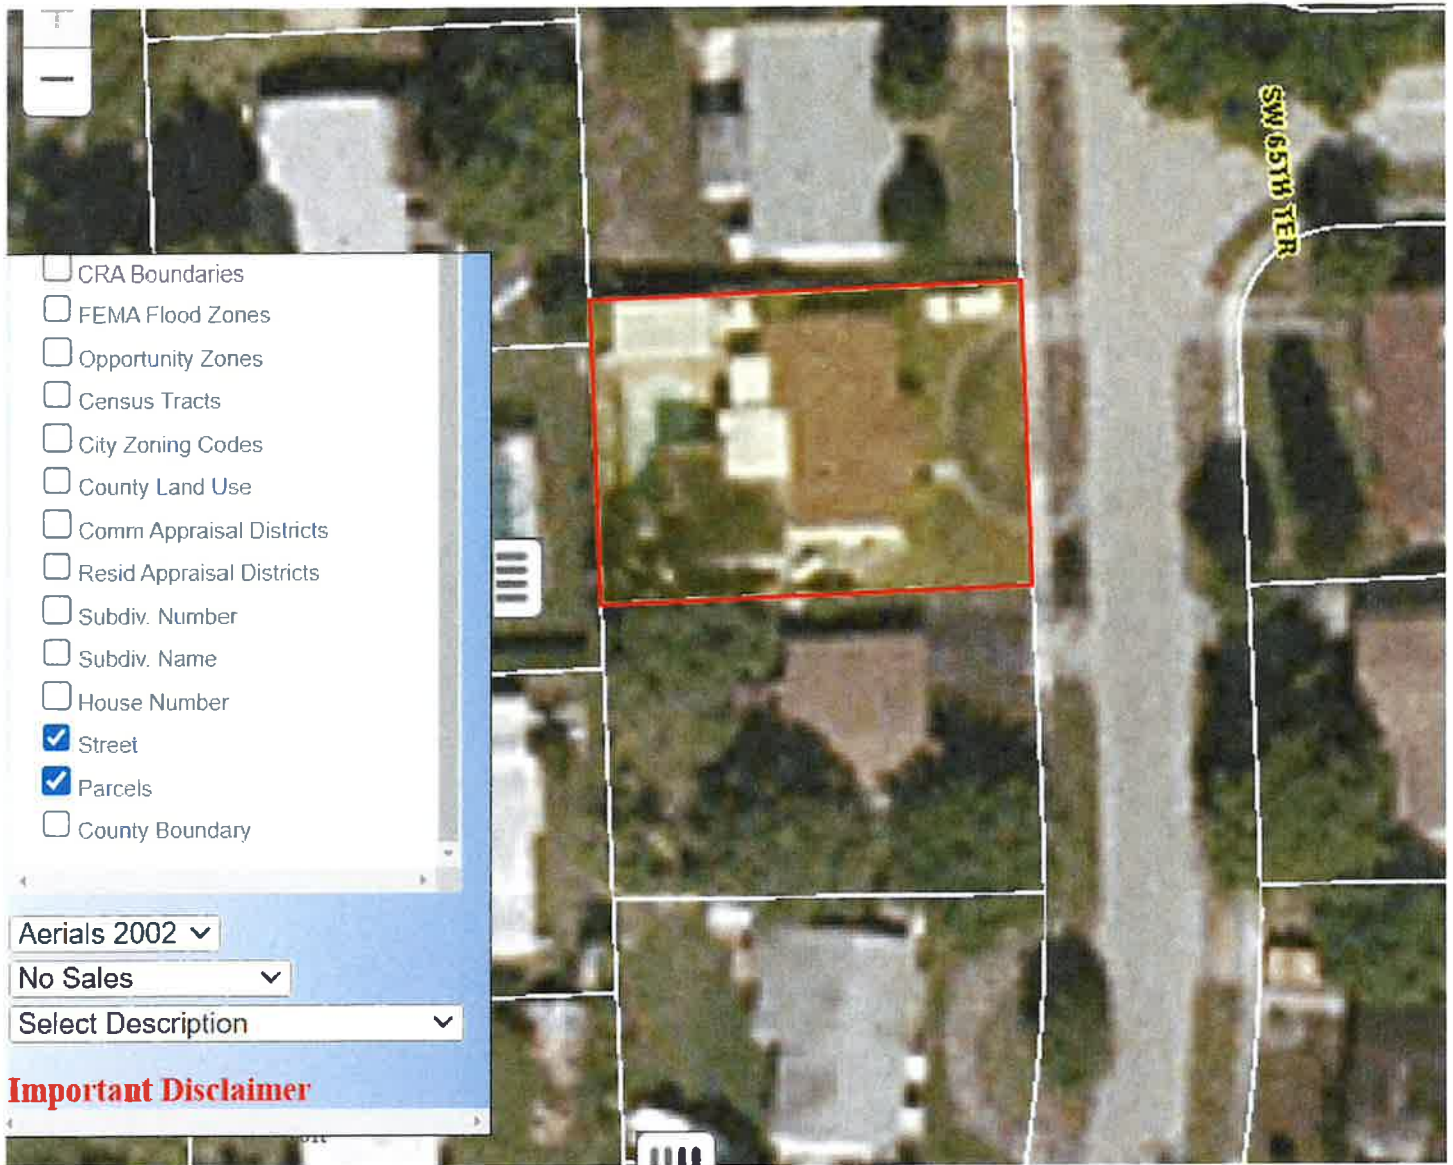 SW 65TH TER
CRA Boundaries
FEMA Flood Zones
Opportunity Zones
Census Tracts
City Zoning Codes
County Land Use
Comm Appraisal Districts
Resid Appraisal Districts
Subdiv. Number
Subdiv. Name
House Number
Street
Parcels
County Boundary
Aerials 2002
No Sales
Select Description
Important Disclaimer